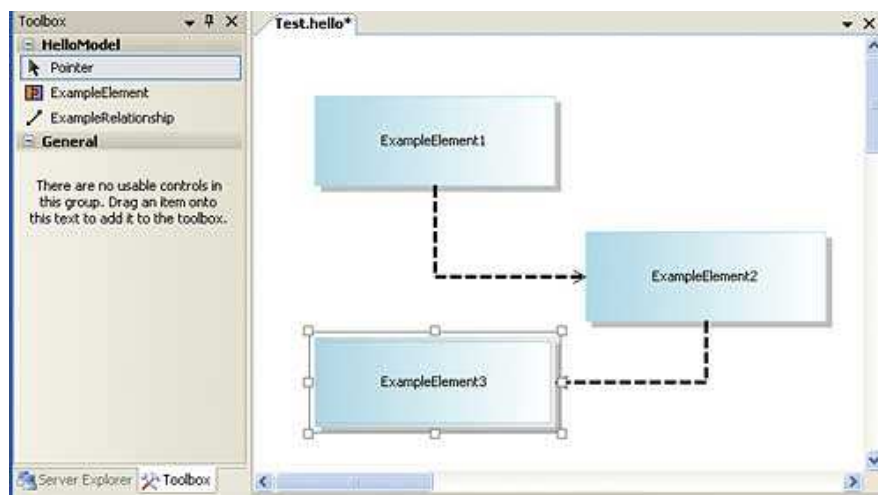 Toolbox
HelloModel
Pointer
ExampleElement
ExampleRelationship
General
There are no usable controls in
this group. Drag an item onto
this text to add it to the toolbox.
Server Explorer
Toolbox
Test.hello*
ExampleElement1
ExampleElement2
ExampleElement3